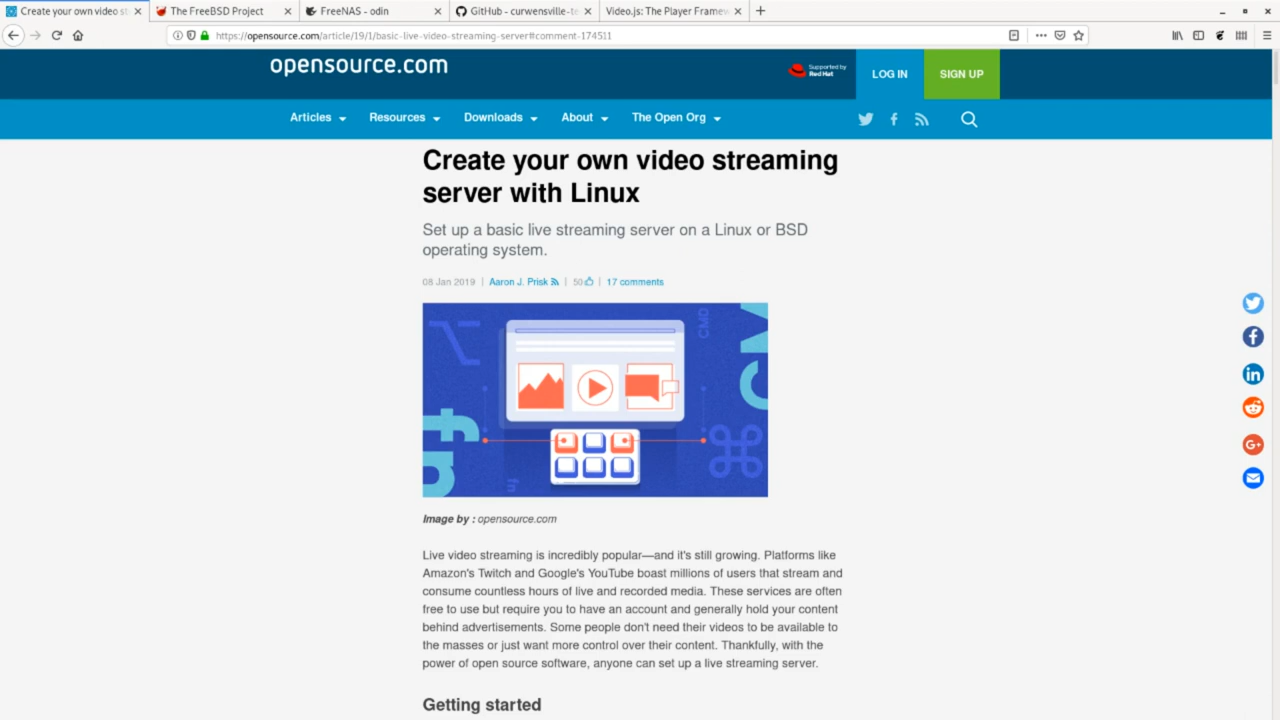 Create your own video st
The FreeBSD Project
FreeNAS - odin
GitHub - curwensville-te
Video.js: The Player Framew
https://opensource.com/article/19/1/basic-live-video-streaming-server#comment-174511
opensource.com
Supported by
Red Hat
LOG IN
SIGN UP
Articles
Resources
Downloads
About
The Open Org
Create your own video streaming
server with Linux
Set up a basic live streaming server on a Linux or BSD
operating system.
08 Jan 2019 | Aaron J. Prisk | 50 | 17 comments
CMD
fn
fn
Image by : opensource.com
Live video streaming is incredibly popular—and it's still growing. Platforms like
Amazon's Twitch and Google's YouTube boast millions of users that stream and
consume countless hours of live and recorded media. These services are often
free to use but require you to have an account and generally hold your content
behind advertisements. Some people don't need their videos to be available to
the masses or just want more control over their content. Thankfully, with the
power of open source software, anyone can set up a live streaming server.
Getting started